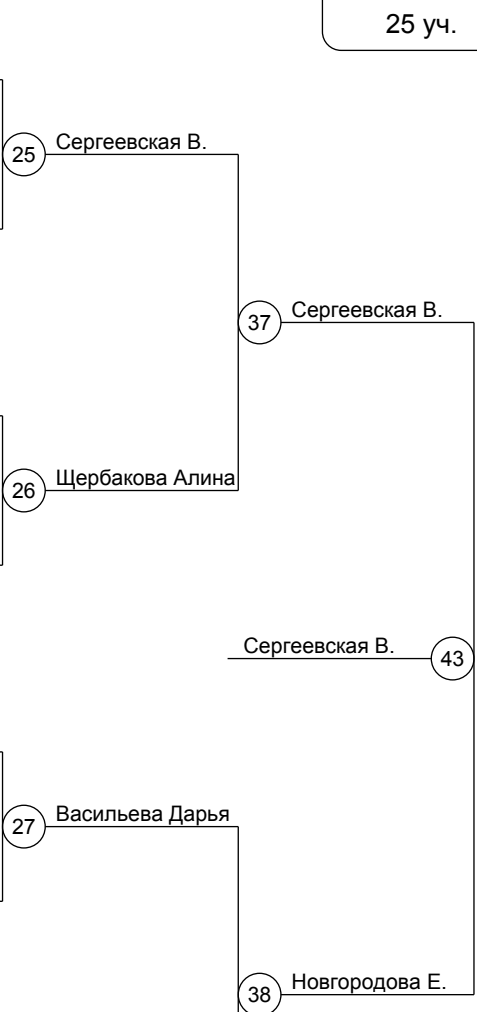 25 уч.
25 Сергеевская В.
37 Сергеевская В.
26 Щербакова Алина
Сергеевская В. 43
27 Васильева Дарья
38 Новгородова Е.